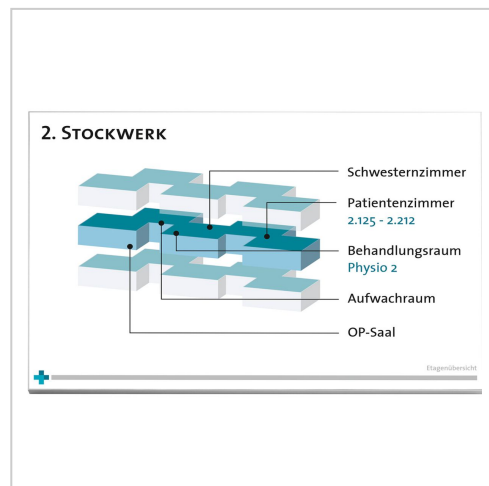 2. Stockwerk
Schwesternzimmer
Patientenzimmer
2.125 - 2.212
Behandlungsraum
Physio 2
Aufwachraum
OP-Saal
Etagenübersicht